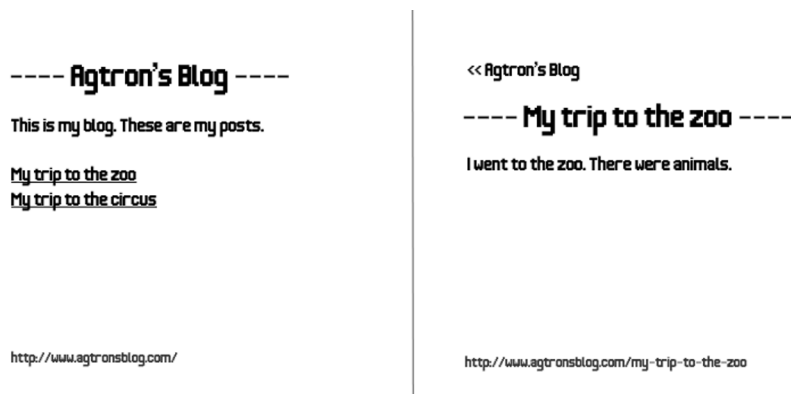 ---- Agtron's Blog ----
This is my blog. These are my posts.
My trip to the zoo
My trip to the circus
http://www.agtronsblog.com/
<< Agtron's Blog
---- My trip to the zoo ----
I went to the zoo. There were animals.
http://www.agtronsblog.com/my-trip-to-the-zoo